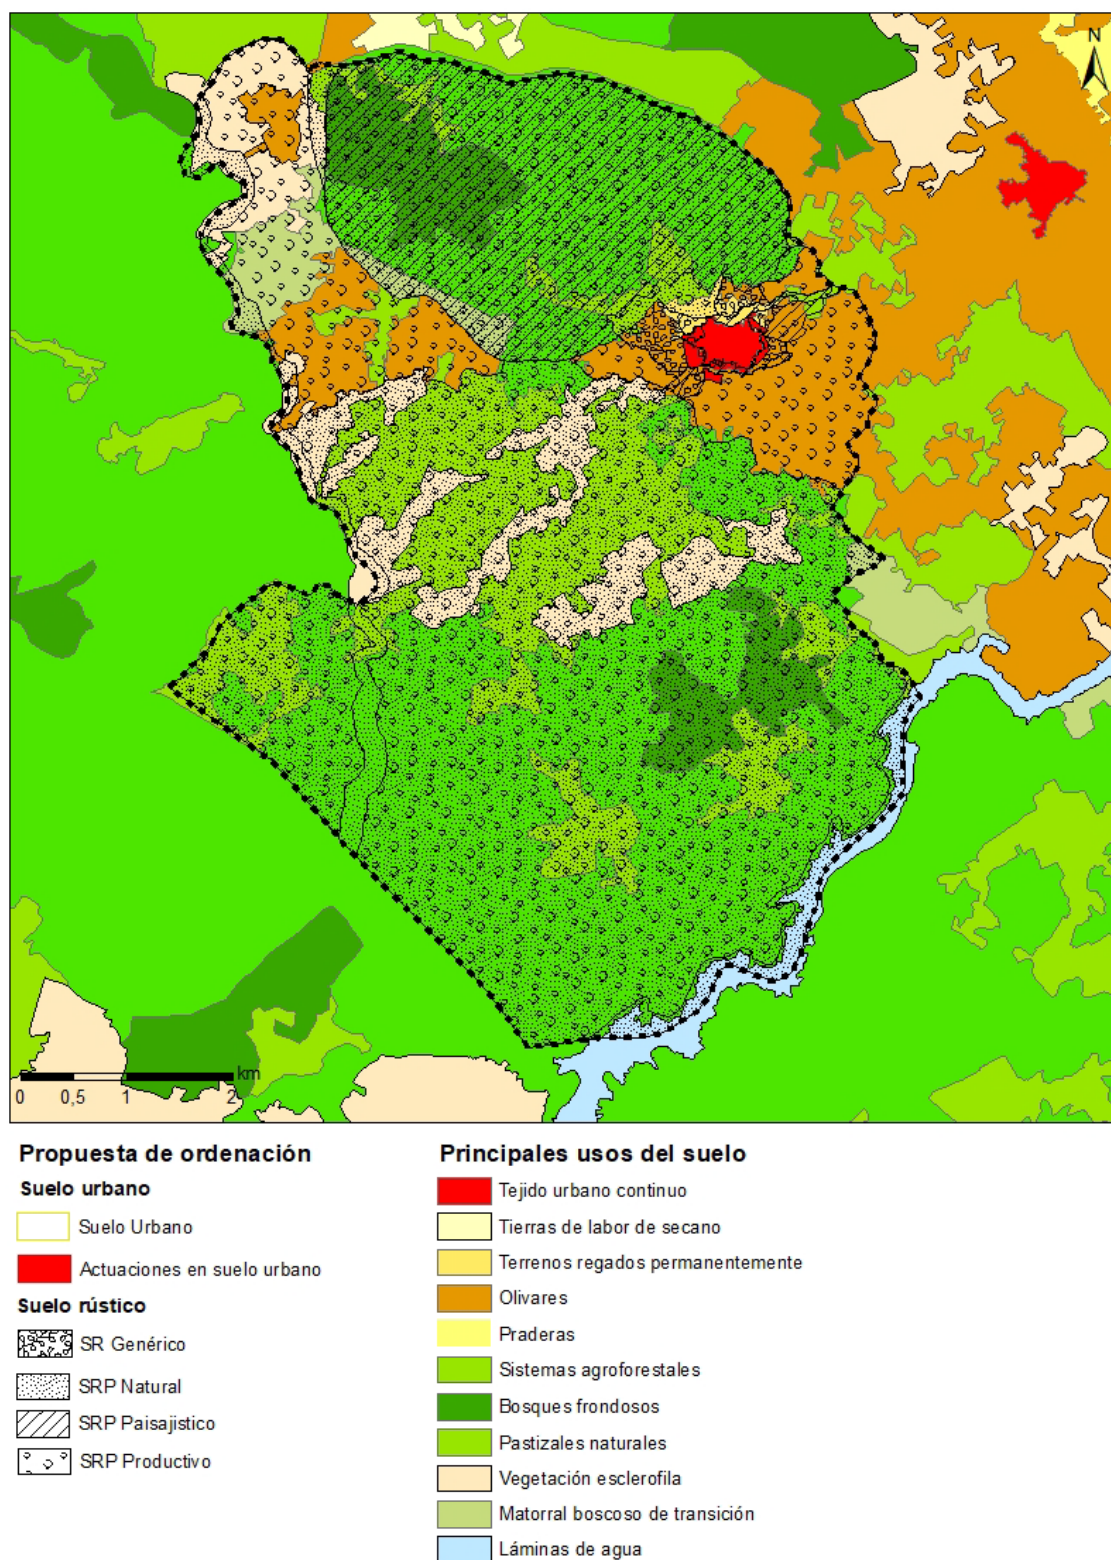 N
km
0 0,5 1 2
Propuesta de ordenación
Suelo urbano
Suelo Urbano
Actuaciones en suelo urbano
Suelo rústico
SR Genérico
SRP Natural
SRP Paisajistico
SRP Productivo
Principales usos del suelo
Tejido urbano continuo
Tierras de labor de secano
Terrenos regados permanentemente
Olivares
Praderas
Sistemas agroforestales
Bosques frondosos
Pastizales naturales
Vegetación esclerofila
Matorral boscoso de transición
Láminas de agua